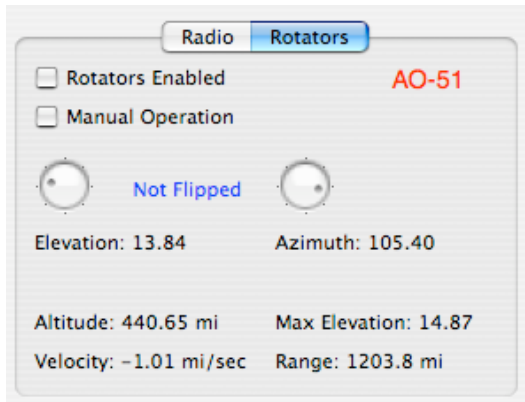 Radio Rotators
Rotators Enabled AO-51
Manual Operation
Not Flipped
Elevation: 13.84 Azimuth: 105.40
Altitude: 440.65 mi Max Elevation: 14.87
Velocity: -1.01 mi/sec Range: 1203.8 mi